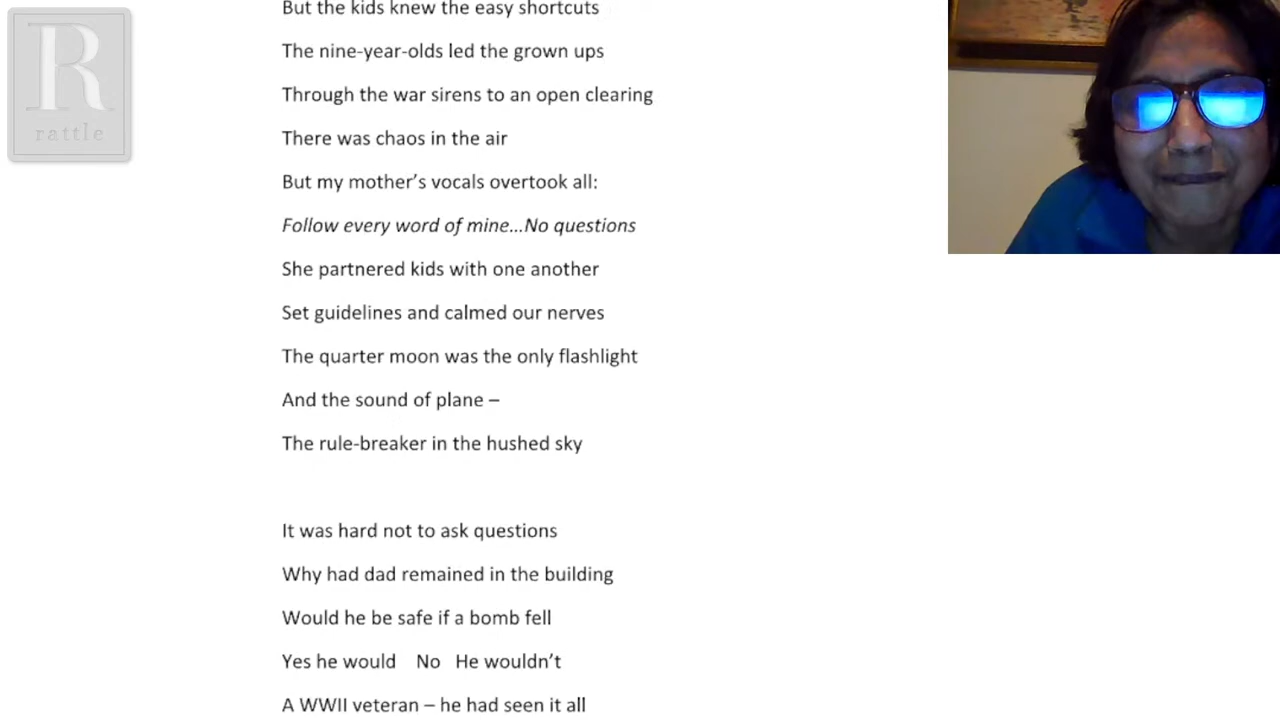 R
rattle
But the kids knew the easy shortcuts
The nine-year-olds led the grown ups
Through the war sirens to an open clearing
There was chaos in the air
But my mother’s vocals overtook all:
Follow every word of mine…No questions
She partnered kids with one another
Set guidelines and calmed our nerves
The quarter moon was the only flashlight
And the sound of plane –
The rule-breaker in the hushed sky
It was hard not to ask questions
Why had dad remained in the building
Would he be safe if a bomb fell
Yes he would    No   He wouldn’t
A WWII veteran – he had seen it all